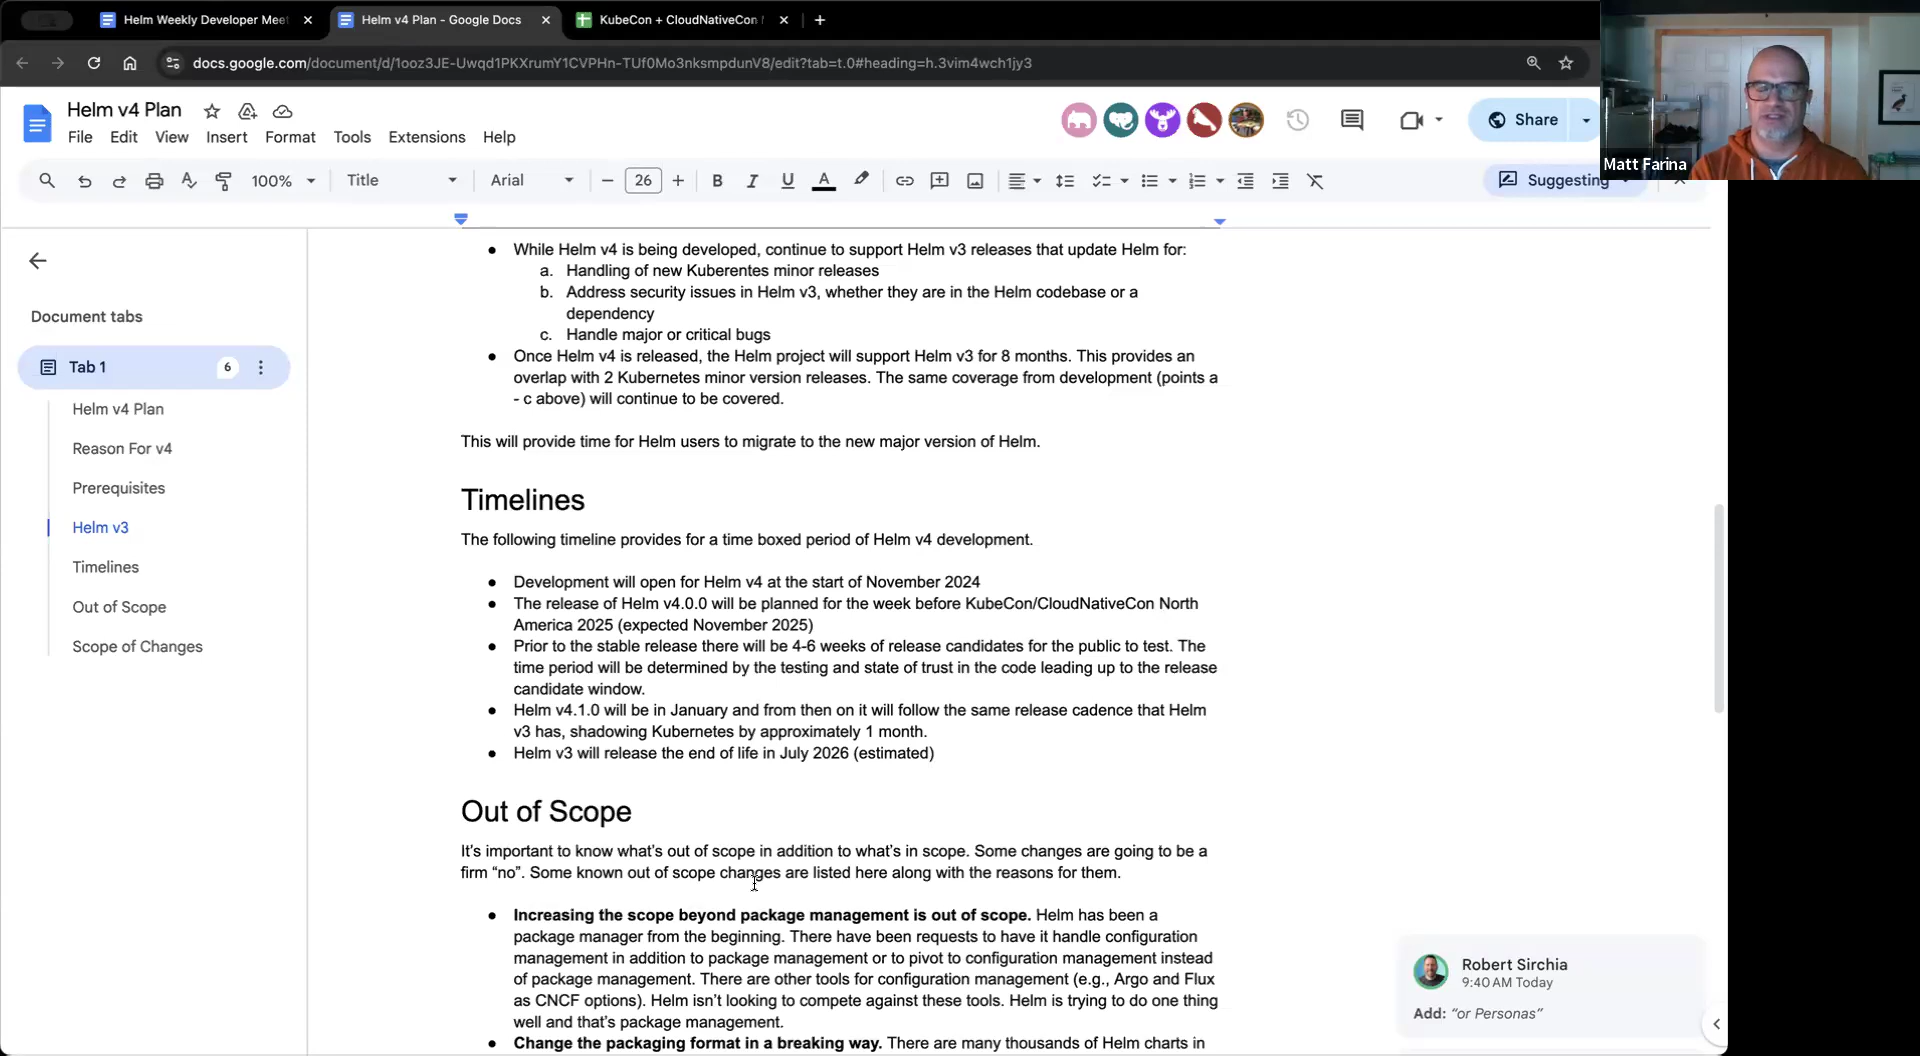 Helm Weekly Developer Meet
Helm v4 Plan - Google Docs
KubeCon + CloudNativeCon
docs.google.com/document/d/1ooz3JE-Uwqd1PKXrumY1CVPHn-TUf0Mo3nksmpdunV8/edit?tab=t.0#heading=h.3vim4wch1jy3
Helm v4 Plan
File Edit View Insert Format Tools Extensions Help
Share
Matt Farina
100% Title Arial 26 B I U A
Suggesting
Document tabs
Tab 1 6
Helm v4 Plan
Reason For v4
Prerequisites
Helm v3
Timelines
Out of Scope
Scope of Changes
● While Helm v4 is being developed, continue to support Helm v3 releases that update Helm for:
a. Handling of new Kuberentes minor releases
b. Address security issues in Helm v3, whether they are in the Helm codebase or a
dependency
c. Handle major or critical bugs
● Once Helm v4 is released, the Helm project will support Helm v3 for 8 months. This provides an
overlap with 2 Kubernetes minor version releases. The same coverage from development (points a
- c above) will continue to be covered.
This will provide time for Helm users to migrate to the new major version of Helm.
Timelines
The following timeline provides for a time boxed period of Helm v4 development.
● Development will open for Helm v4 at the start of November 2024
● The release of Helm v4.0.0 will be planned for the week before KubeCon/CloudNativeCon North
America 2025 (expected November 2025)
● Prior to the stable release there will be 4-6 weeks of release candidates for the public to test. The
time period will be determined by the testing and state of trust in the code leading up to the release
candidate window.
● Helm v4.1.0 will be in January and from then on it will follow the same release cadence that Helm
v3 has, shadowing Kubernetes by approximately 1 month.
● Helm v3 will release the end of life in July 2026 (estimated)
Out of Scope
It's important to know what's out of scope in addition to what's in scope. Some changes are going to be a
firm “no”. Some known out of scope changes are listed here along with the reasons for them.
● Increasing the scope beyond package management is out of scope. Helm has been a
package manager from the beginning. There have been requests to have it handle configuration
management in addition to package management or to pivot to configuration management instead
of package management. There are other tools for configuration management (e.g., Argo and Flux
as CNCF options). Helm isn't looking to compete against these tools. Helm is trying to do one thing
well and that's package management.
● Change the packaging format in a breaking way. There are many thousands of Helm charts in
Robert Sirchia
9:40 AM Today
Add: “or Personas”